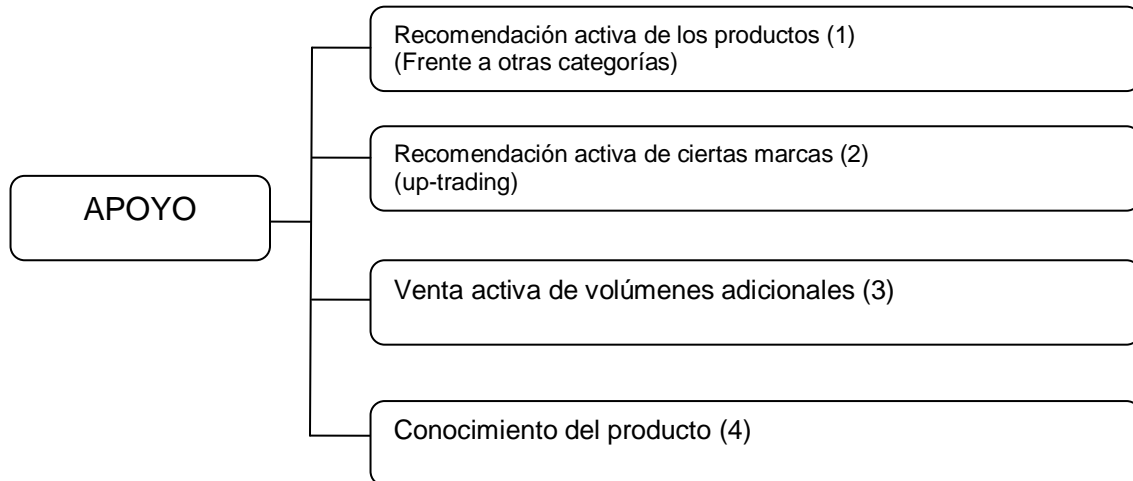 Recomendación activa de los productos (1)
(Frente a otras categorías)
Recomendación activa de ciertas marcas (2)
(up-trading)
APOYO
Venta activa de volúmenes adicionales (3)
Conocimiento del producto (4)